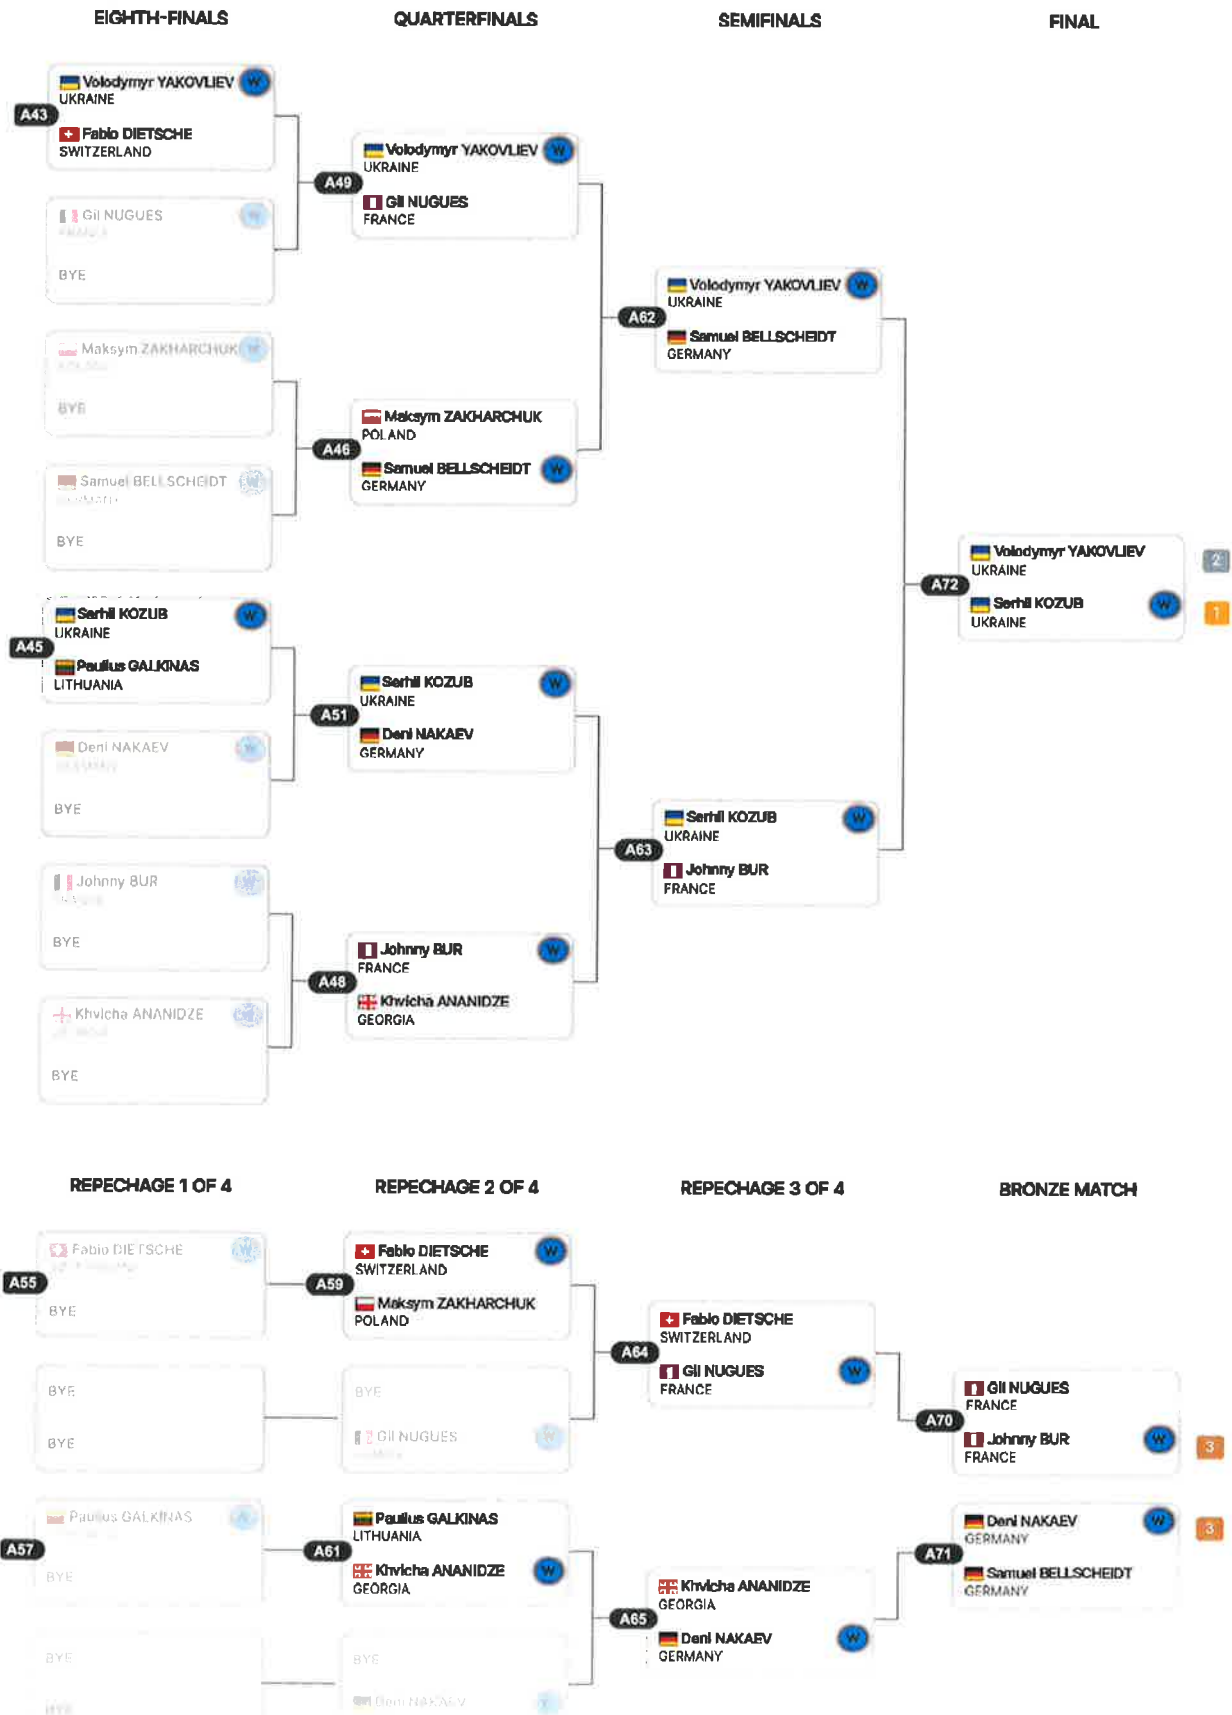 EIGHTH-FINALS
QUARTERFINALS
SEMIFINALS
FINAL
A43
Volodymyr YAKOVLIEV W
UKRAINE
Fabio DIETSCHE
SWITZERLAND
Gil NUGUES W
BYE
Maksym ZAKHARCHUK W
BYE
Samuel BELLSCHEIDT W
BYE
A45
Serhii KOZUB W
UKRAINE
Paulius GALKINAS
LITHUANIA
Deni NAKAEV W
BYE
Johnny BUR W
BYE
Khvicha ANANIDZE
BYE
A49
Volodymyr YAKOVLIEV W
UKRAINE
Gil NUGUES
FRANCE
A46
Maksym ZAKHARCHUK
POLAND
Samuel BELLSCHEIDT W
GERMANY
A51
Serhii KOZUB W
UKRAINE
Deni NAKAEV
GERMANY
A48
Johnny BUR W
FRANCE
Khvicha ANANIDZE
GEORGIA
A62
Volodymyr YAKOVLIEV W
UKRAINE
Samuel BELLSCHEIDT
GERMANY
A63
Serhii KOZUB W
UKRAINE
Johnny BUR
FRANCE
A72
Volodymyr YAKOVLIEV 2
UKRAINE
Serhii KOZUB W 1
UKRAINE
REPECHAGE 1 OF 4
REPECHAGE 2 OF 4
REPECHAGE 3 OF 4
BRONZE MATCH
A55
Fabio DIETSCHE W
BYE
BYE
BYE
A57
Paulius GALKINAS
BYE
BYE
BYE
A59
Fabio DIETSCHE W
SWITZERLAND
Maksym ZAKHARCHUK
POLAND
BYE
Gil NUGUES W
A61
Paulius GALKINAS
LITHUANIA
Khvicha ANANIDZE W
GEORGIA
BYE
Deni NAKAEV
A64
Fabio DIETSCHE
SWITZERLAND
Gil NUGUES W
FRANCE
A65
Khvicha ANANIDZE
GEORGIA
Deni NAKAEV W
GERMANY
A70
Gil NUGUES
FRANCE
Johnny BUR W 3
FRANCE
A71
Deni NAKAEV W 3
GERMANY
Samuel BELLSCHEIDT
GERMANY